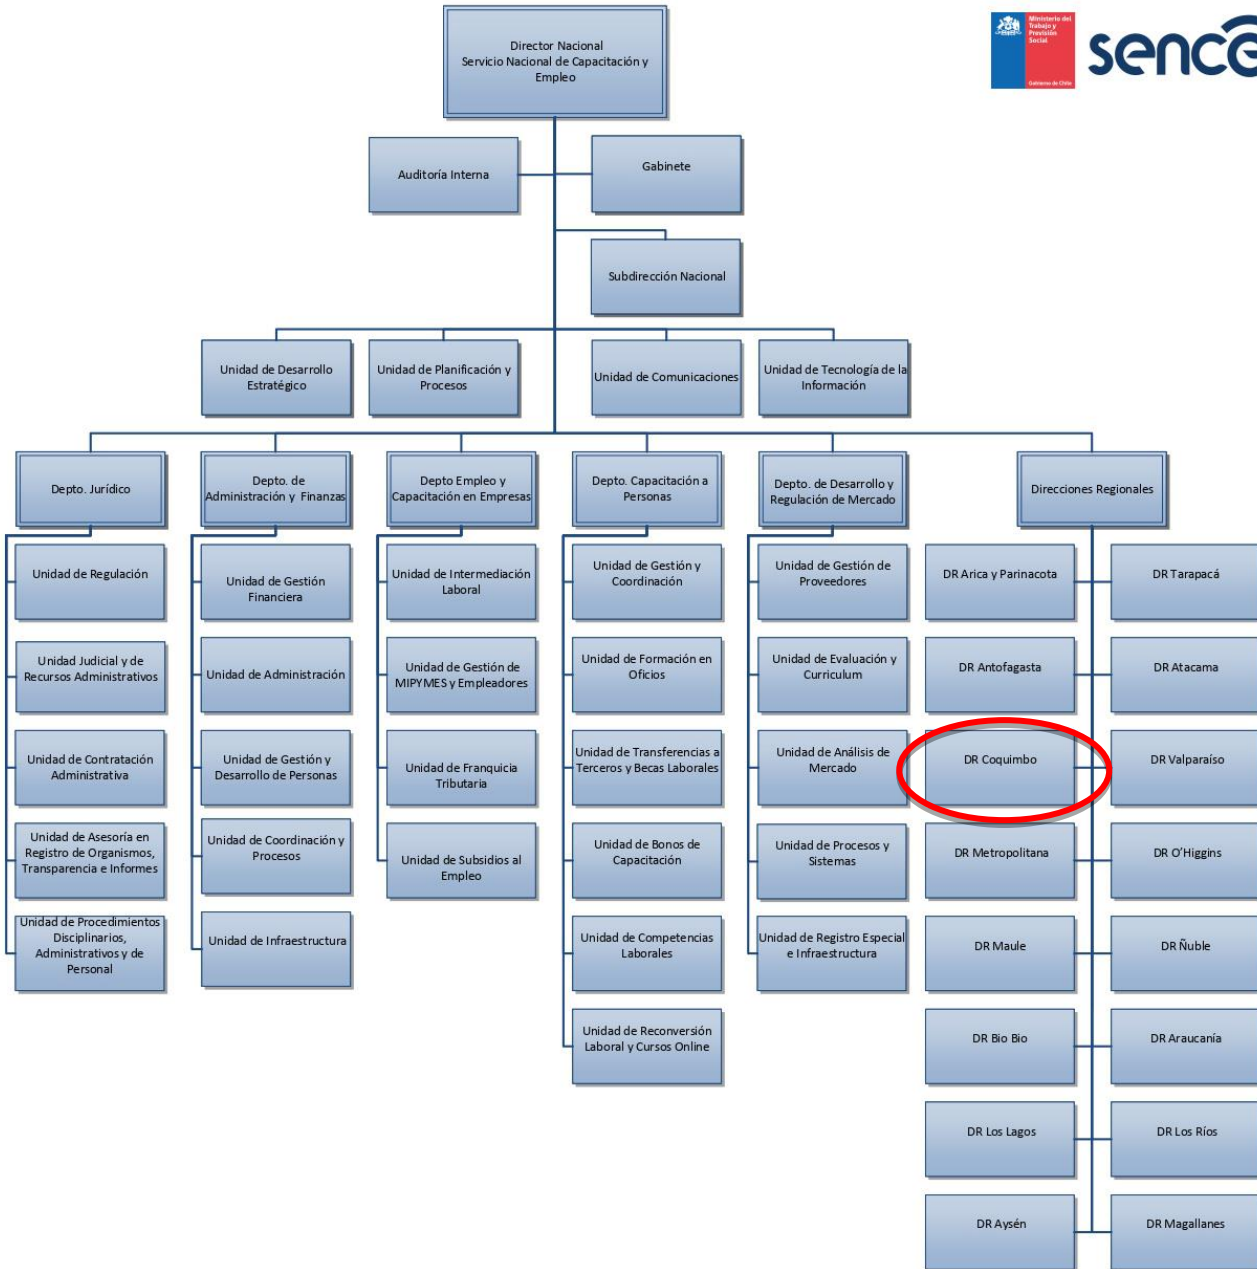 Ministerio del
Trabajo y
Previsión
Social
Gobierno de Chile
sence
Director Nacional
Servicio Nacional de Capacitación y
Empleo
Auditoría Interna
Gabinete
Subdirección Nacional
Unidad de Desarrollo
Estratégico
Unidad de Planificación y
Procesos
Unidad de Comunicaciones
Unidad de Tecnología de la
Información
Depto. Jurídico
Depto. de
Administración y Finanzas
Depto Empleo y
Capacitación en Empresas
Depto. Capacitación a
Personas
Depto. de Desarrollo y
Regulación de Mercado
Direcciones Regionales
Unidad de Regulación
Unidad Judicial y de
Recursos Administrativos
Unidad de Contratación
Administrativa
Unidad de Asesoría en
Registro de Organismos,
Transparencia e Informes
Unidad de Procedimientos
Disciplinarios,
Administrativos y de
Personal
Unidad de Gestión
Financiera
Unidad de Administración
Unidad de Gestión y
Desarrollo de Personas
Unidad de Coordinación y
Procesos
Unidad de Infraestructura
Unidad de Intermediación
Laboral
Unidad de Gestión de
MIPYMES y Empleadores
Unidad de Franquicia
Tributaria
Unidad de Subsidios al
Empleo
Unidad de Gestión y
Coordinación
Unidad de Formación en
Oficios
Unidad de Transferencias a
Terceros y Becas Laborales
Unidad de Bonos de
Capacitación
Unidad de Competencias
Laborales
Unidad de Reconversión
Laboral y Cursos Online
Unidad de Gestión de
Proveedores
Unidad de Evaluación y
Curriculum
Unidad de Análisis de
Mercado
Unidad de Procesos y
Sistemas
Unidad de Registro Especial
e Infraestructura
DR Arica y Parinacota
DR Tarapacá
DR Antofagasta
DR Atacama
DR Coquimbo
DR Valparaíso
DR Metropolitana
DR O'Higgins
DR Maule
DR Ñuble
DR Bio Bio
DR Araucanía
DR Los Lagos
DR Los Ríos
DR Aysén
DR Magallanes